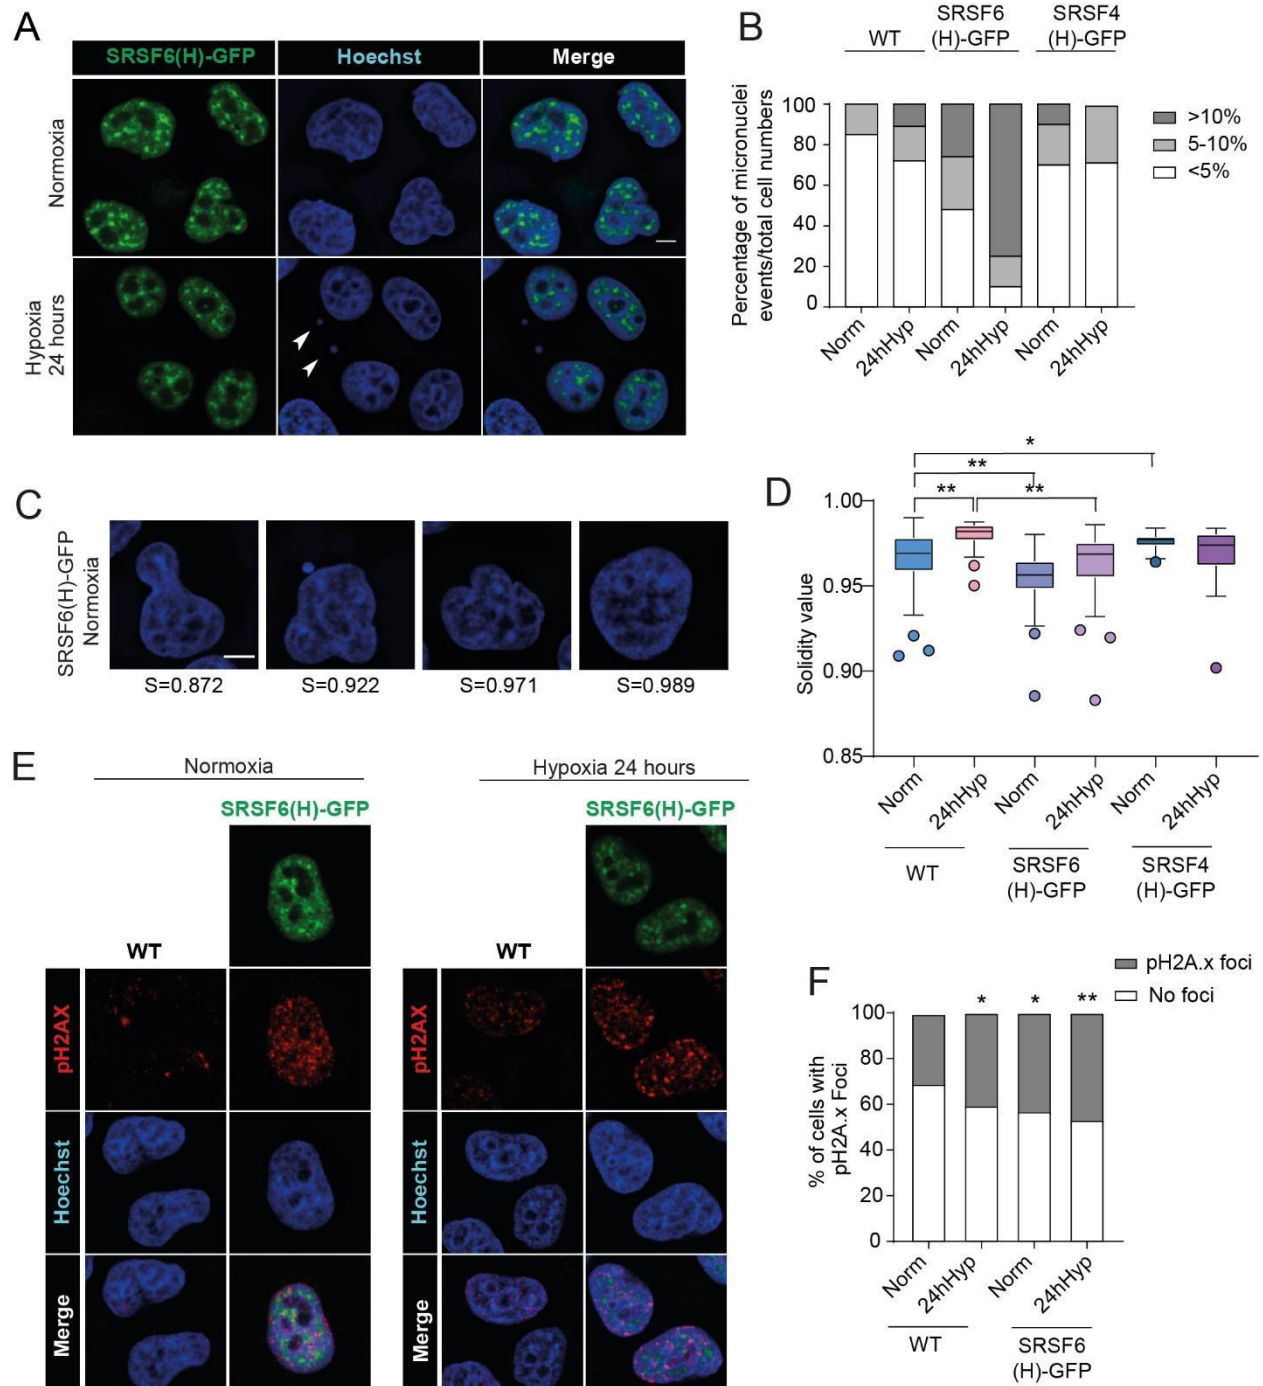 A
SRSF6(H)-GFP Hoechst Merge
Normoxia
Hypoxia
24 hours
B
WT
SRSF6
(H)-GFP
SRSF4
(H)-GFP
Percentage of micronuclei
events/total cell numbers
100
80
60
40
20
0
Norm 24hHyp Norm 24hHyp Norm 24hHyp
>10%
5-10%
<5%
C
SRSF6(H)-GFP
Normoxia
S=0.872 S=0.922 S=0.971 S=0.989
D
Solidity value
1.00
0.95
0.90
0.85
*
**
** **
Norm 24hHyp Norm 24hHyp Norm 24hHyp
WT
SRSF6
(H)-GFP
SRSF4
(H)-GFP
E
Normoxia Hypoxia 24 hours
SRSF6(H)-GFP SRSF6(H)-GFP
WT WT
pH2AX pH2AX
Hoechst Hoechst
Merge Merge
F
pH2A.x foci
No foci
% of cells with
pH2A.x Foci
100
80
60
40
20
0
* * **
Norm 24hHyp Norm 24hHyp
WT
SRSF6
(H)-GFP